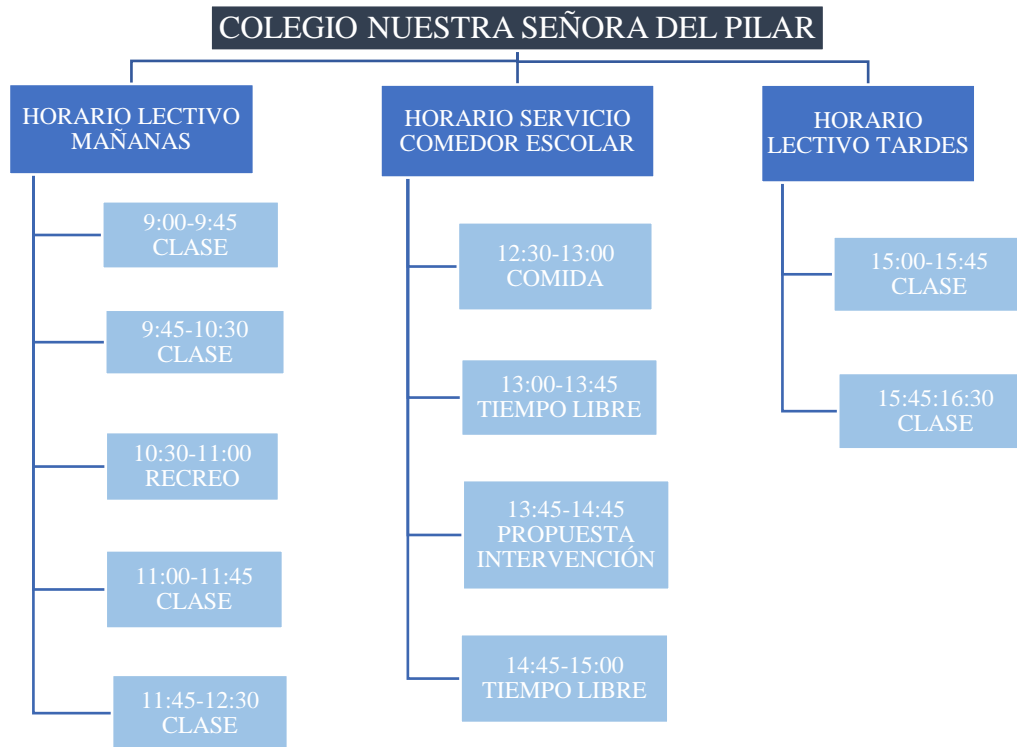 COLEGIO NUESTRA SEÑORA DEL PILAR
HORARIO LECTIVO
MAÑANAS
9:00-9:45
CLASE
9:45-10:30
CLASE
10:30-11:00
RECREO
11:00-11:45
CLASE
11:45-12:30
CLASE
HORARIO SERVICIO
COMEDOR ESCOLAR
12:30-13:00
COMIDA
13:00-13:45
TIEMPO LIBRE
13:45-14:45
PROPUESTA
INTERVENCIÓN
14:45-15:00
TIEMPO LIBRE
HORARIO
LECTIVO TARDES
15:00-15:45
CLASE
15:45:16:30
CLASE